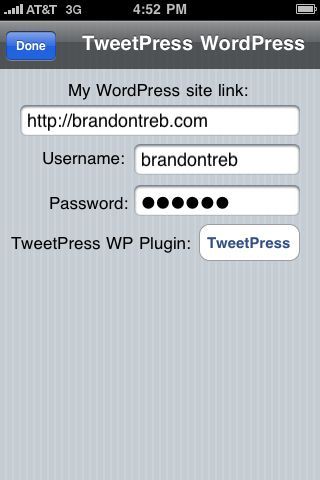 AT&T 3G 4:52 PM
Done TweetPress WordPress
My WordPress site link:
http://brandontreb.com
Username: brandontreb
Password: ●●●●●●
TweetPress WP Plugin: TweetPress